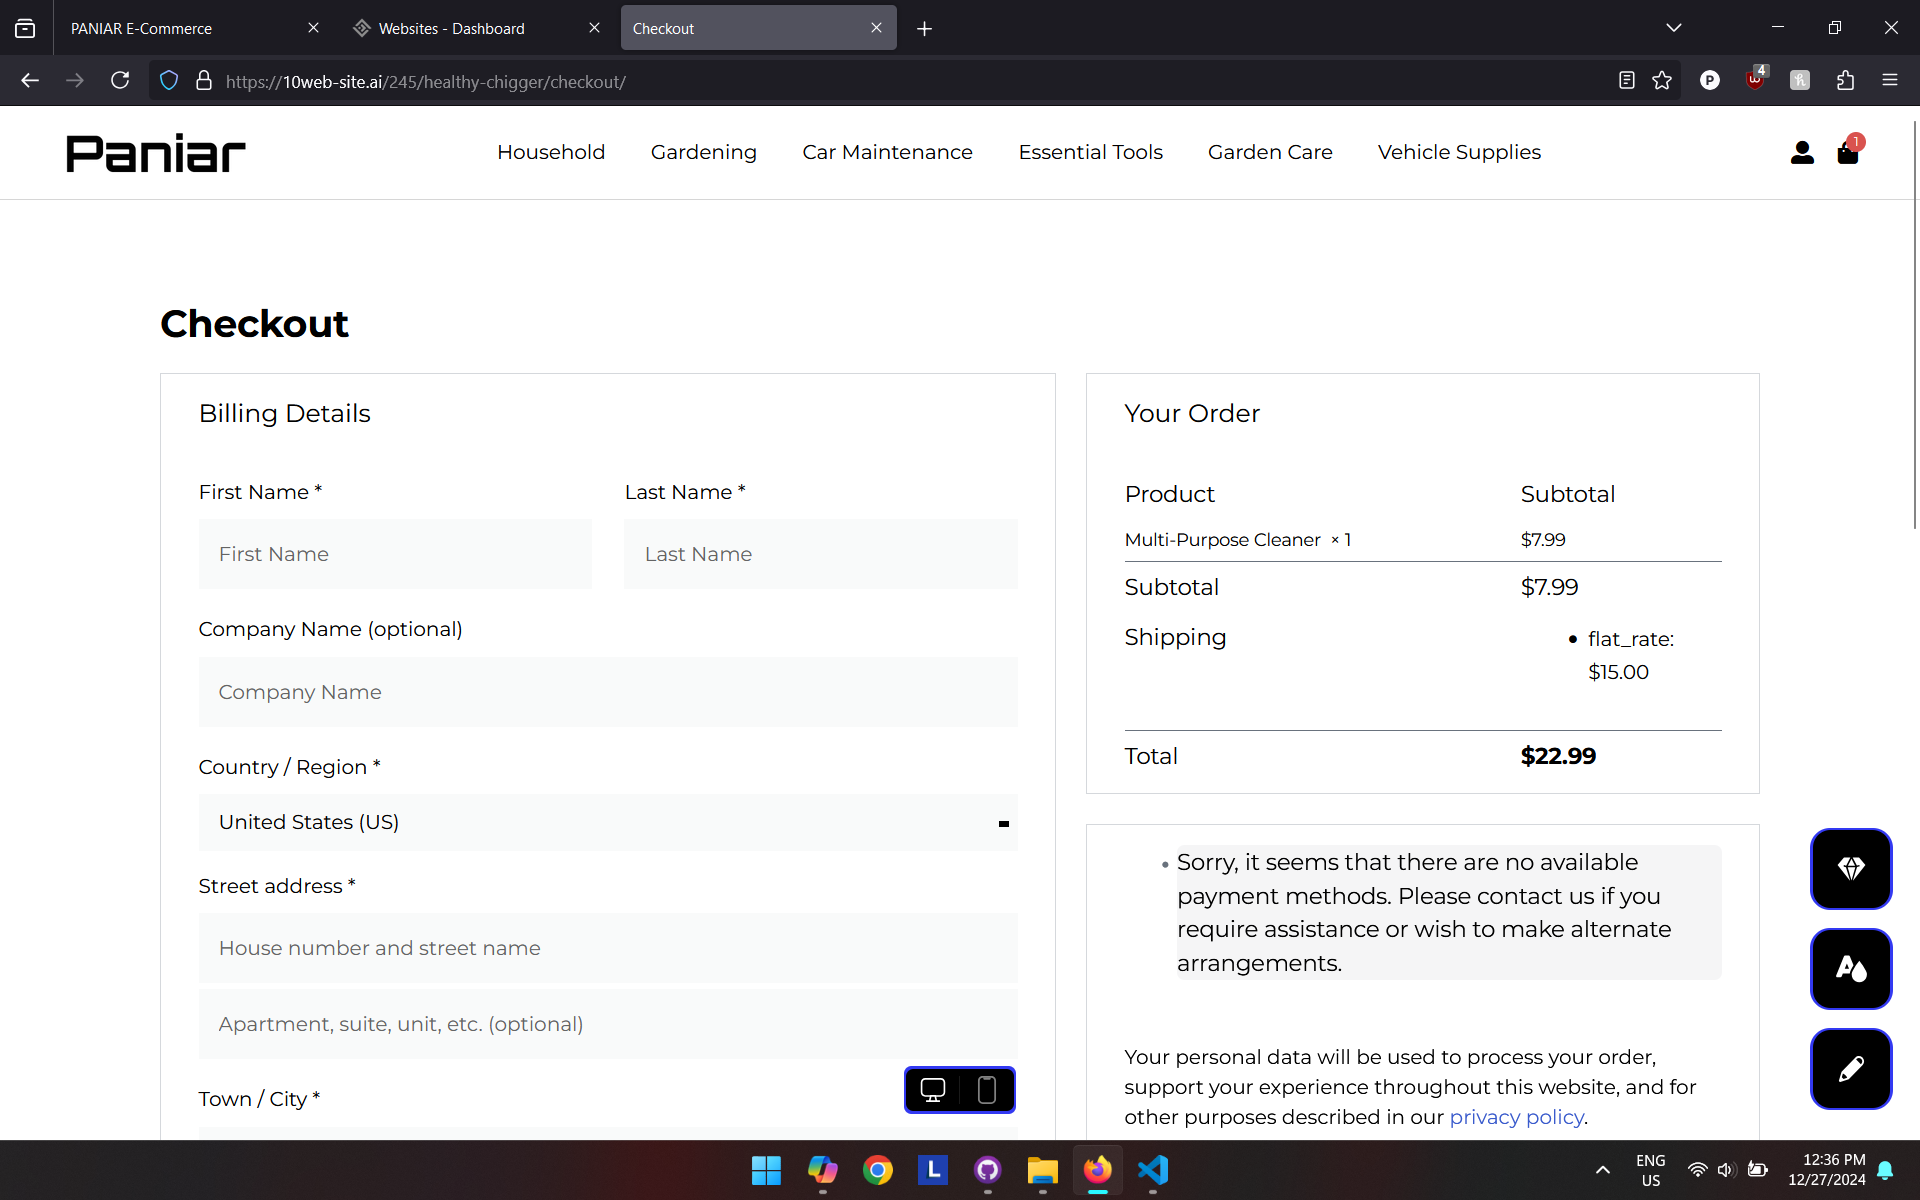 PANIAR E-Commerce
Websites - Dashboard
Checkout
https://10web-site.ai/245/healthy-chigger/checkout/
P
4
Paniar
Household
Gardening
Car Maintenance
Essential Tools
Garden Care
Vehicle Supplies
1
Checkout
Billing Details
First Name *
Last Name *
First Name
Last Name
Company Name (optional)
Company Name
Country / Region *
United States (US)
Street address *
House number and street name
Apartment, suite, unit, etc. (optional)
Town / City *
Your Order
Product
Subtotal
Multi-Purpose Cleaner × 1
$7.99
Subtotal
$7.99
Shipping
• flat_rate:
$15.00
Total
$22.99
• Sorry, it seems that there are no available
payment methods. Please contact us if you
require assistance or wish to make alternate
arrangements.
Your personal data will be used to process your order,
support your experience throughout this website, and for
other purposes described in our privacy policy.
A
L
ENG
US
12:36 PM
12/27/2024